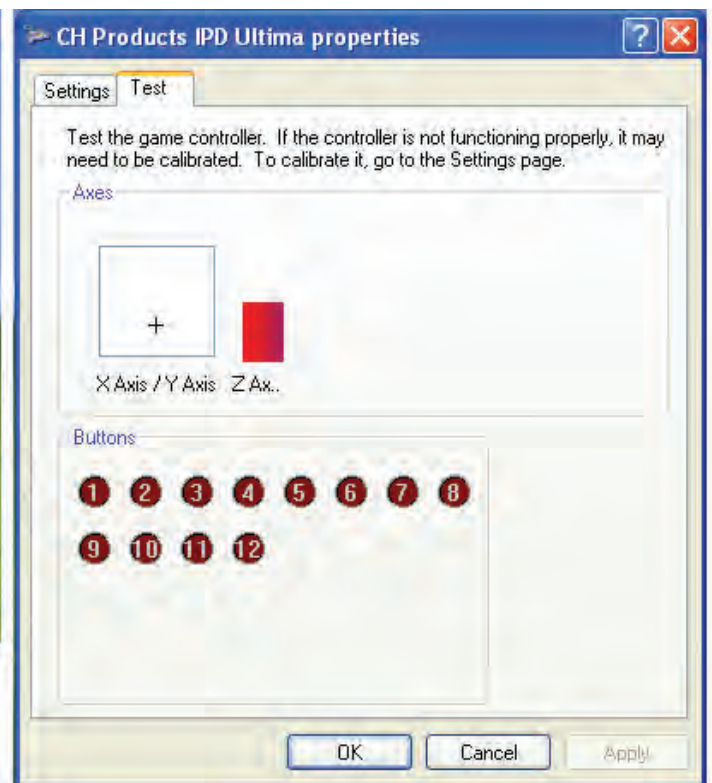 CH Products IPD Ultima properties
Settings Test
Test the game controller. If the controller is not functioning properly, it may
need to be calibrated. To calibrate it, go to the Settings page.
Axes
X Axis / Y Axis Z Ax..
Buttons
1 2 3 4 5 6 7 8
9 10 11 12
OK Cancel Apply